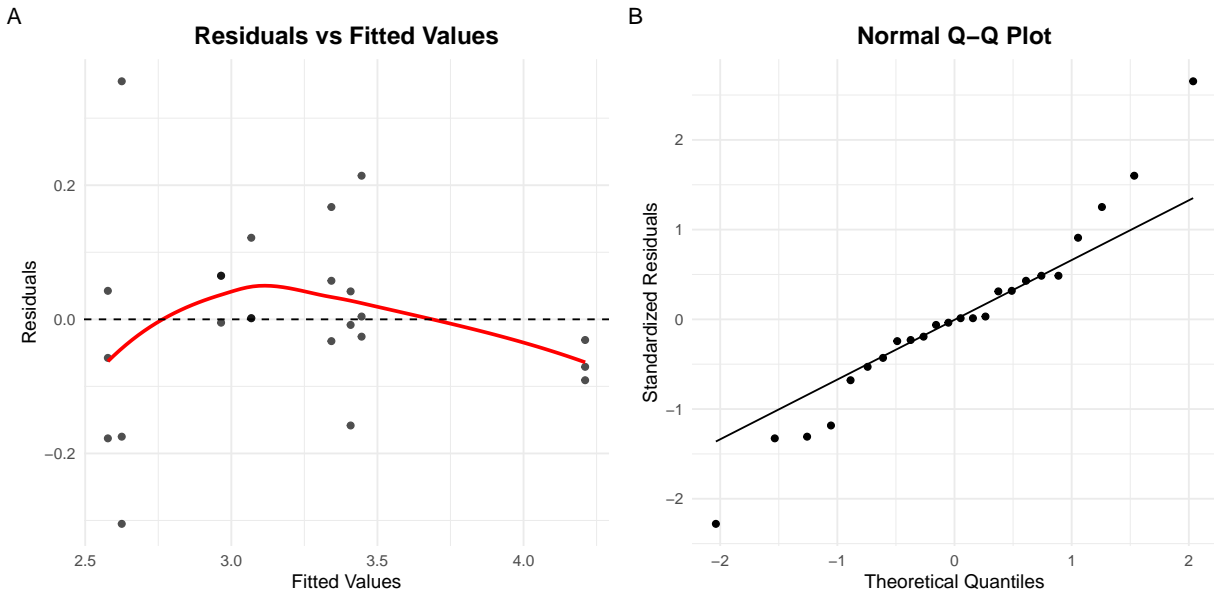 A
Residuals vs Fitted Values
Residuals
0.2
0.0
−0.2
2.5
3.0
3.5
4.0
Fitted Values
B
Normal Q−Q Plot
Standardized Residuals
2
1
0
−1
−2
−2
−1
0
1
2
Theoretical Quantiles